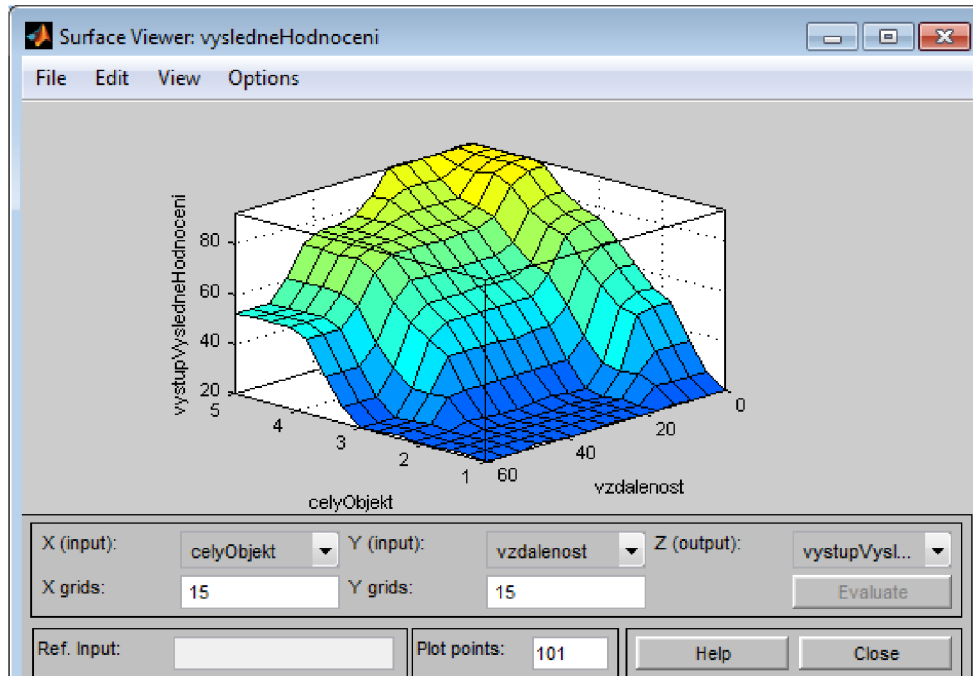 Surface Viewer: vysledneHodnoceni
File Edit View Options
vystupVysledneHodnoceni
80
60
40
20
5
4
3
2
1
60
40
20
0
celyObjekt
vzdalenost
X (input): celyObjekt Y (input): vzdalenost Z (output): vystupVysl...
X grids: 15 Y grids: 15 Evaluate
Ref. Input: Plot points: 101 Help Close